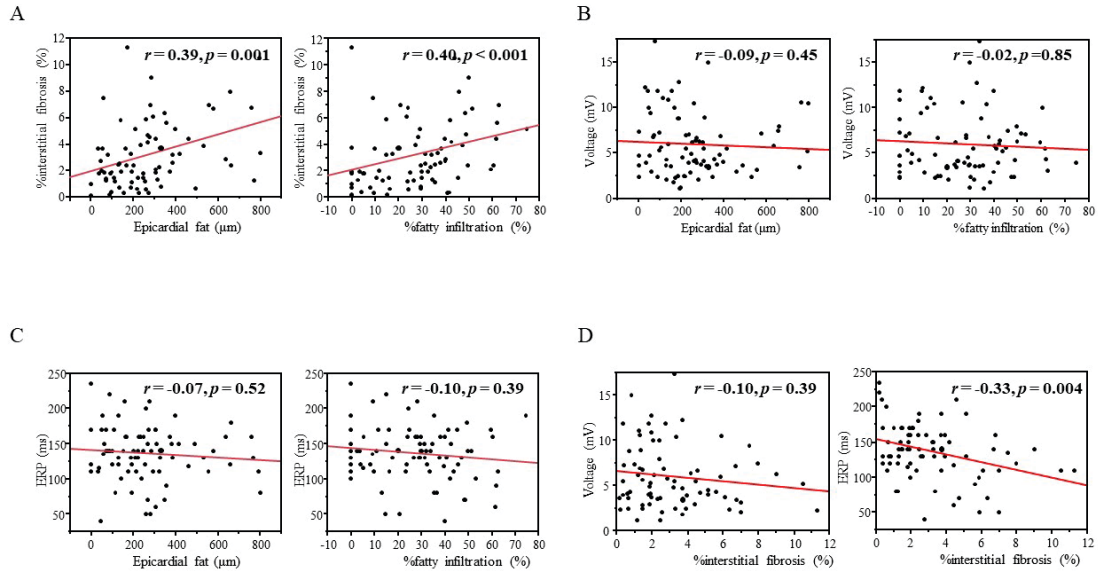 A
B
r = 0.39, p = 0.001
r = 0.40, p < 0.001
r = -0.09, p = 0.45
r = -0.02, p = 0.85
%interstitial fibrosis (%)
12
10
8
6
4
2
0
0 200 400 600 800
Epicardial fat (µm)
%interstitial fibrosis (%)
12
10
8
6
4
2
0
-10 0 10 20 30 40 50 60 70 80
%fatty infiltration (%)
Voltage (mV)
15
10
5
0
0 200 400 600 800
Epicardial fat (µm)
Voltage (mV)
15
10
5
0
-10 0 10 20 30 40 50 60 70 80
%fatty infiltration (%)
C
D
r = -0.07, p = 0.52
r = -0.10, p = 0.39
r = -0.10, p = 0.39
r = -0.33, p = 0.004
ERP (ms)
250
200
150
100
50
0 200 400 600 800
Epicardial fat (µm)
ERP (ms)
250
200
150
100
50
-10 0 10 20 30 40 50 60 70 80
%fatty infiltration (%)
Voltage (mV)
15
10
5
0
0 2 4 6 8 10 12
%interstitial fibrosis (%)
ERP (ms)
250
200
150
100
50
0 2 4 6 8 10 12
%interstitial fibrosis (%)